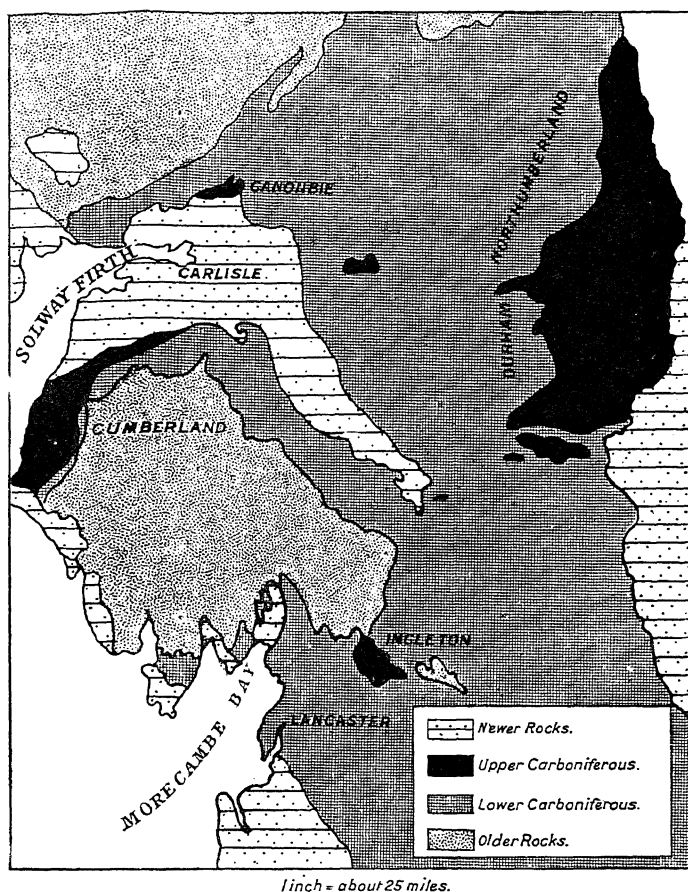 NORTHUMBERLAND
CANONBIE
SOLWAY FIRTH
CARLISLE
DURHAM
CUMBERLAND
INGLETON
MORECAMBE BAY
LANCASTER
Newer Rocks.
Upper Carboniferous.
Lower Carboniferous.
Older Rocks.
1 inch = about 25 miles.